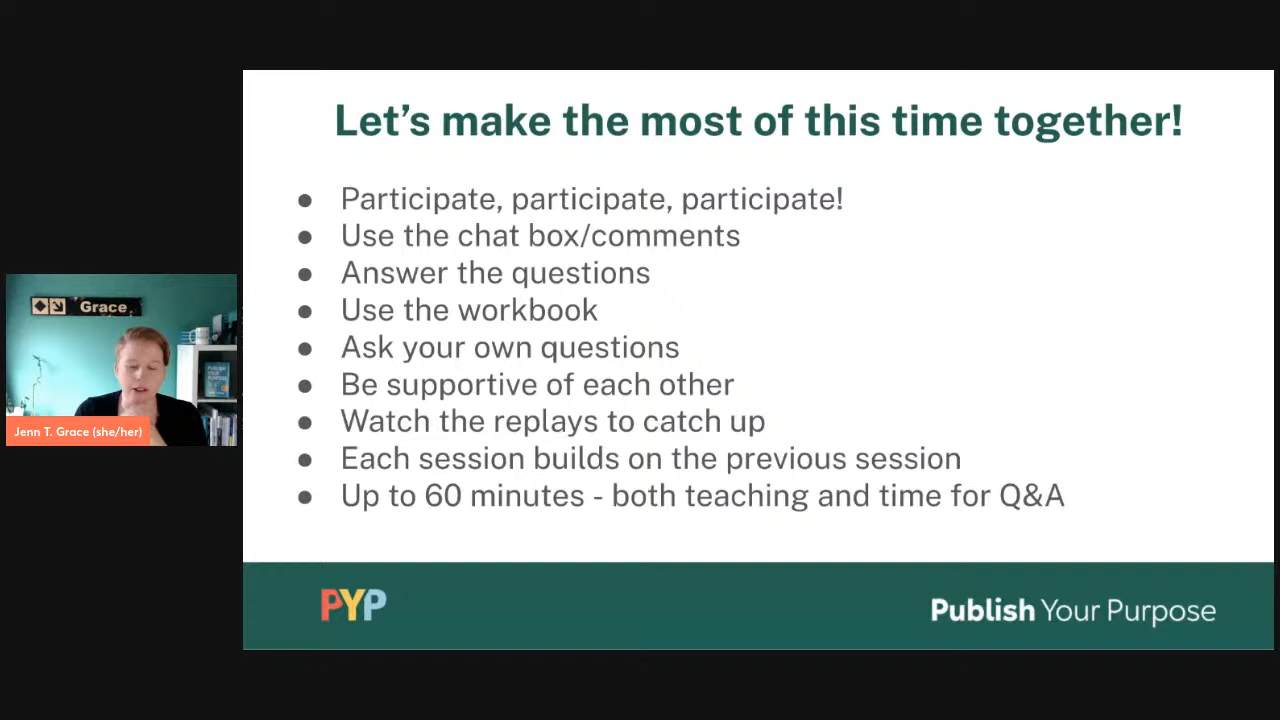 Let's make the most of this time together!
● Participate, participate, participate!
● Use the chat box/comments
● Answer the questions
● Use the workbook
● Ask your own questions
● Be supportive of each other
● Watch the replays to catch up
● Each session builds on the previous session
● Up to 60 minutes - both teaching and time for Q&A
Grace
Jenn T. Grace (she/her)
PYP
Publish Your Purpose